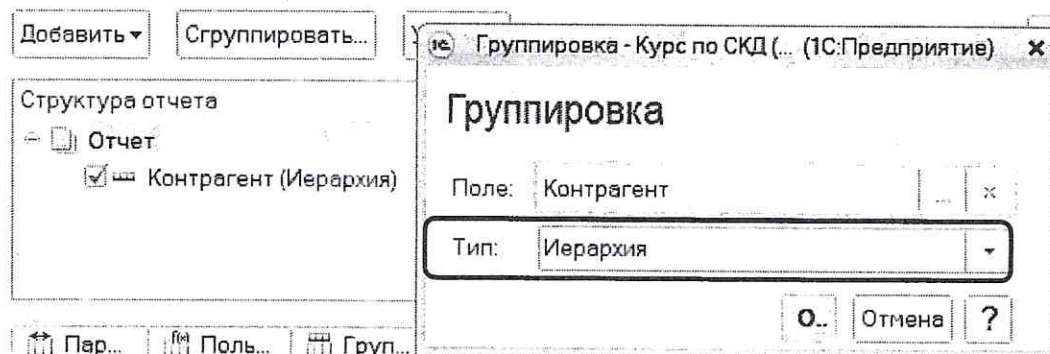 Добавить
Сгруппировать...
Группировка - Курс по СКД (... (1С:Предприятие)
Структура отчета
Отчет
Контрагент (Иерархия)
Группировка
Поле: Контрагент ... ×
Тип: Иерархия
О.. Отмена ?
Пар... Поль... Груп...